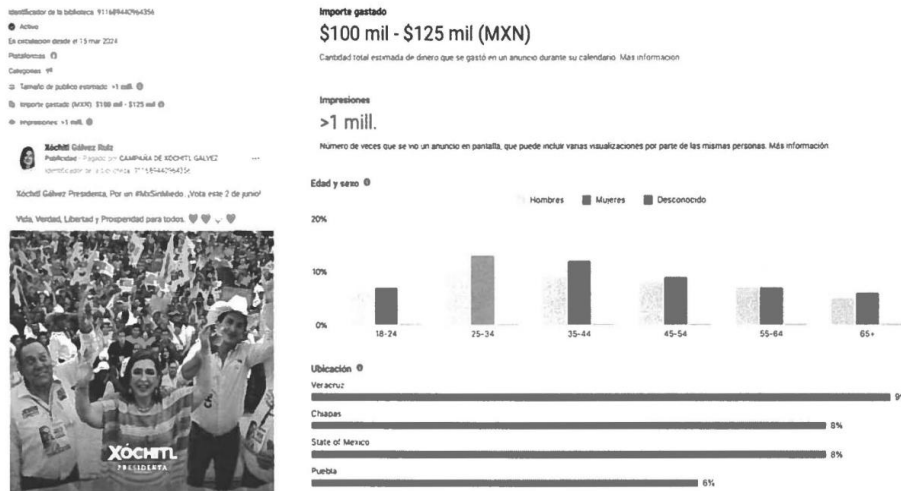 Identificador de la biblioteca: 911689440964356
Activo
En circulación desde el 15 mar 2024
Plataformas
Categorías
Tamaño de público estimado: >1 mill.
Importe gastado (MXN): $100 mil - $125 mil
Impresiones: >1 mill.
Xóchitl Gálvez Ruiz
Publicidad · Pagado por CAMPAÑA DE XÓCHITL GÁLVEZ
Identificador de la biblioteca: 911689440964356
Xóchitl Gálvez Presidenta, Por un #MxSinMiedo. ¡Vota este 2 de junio!
Vida, Verdad, Libertad y Prosperidad para todos.
XÓCHITL
PRESIDENTA
Importe gastado
$100 mil - $125 mil (MXN)
Cantidad total estimada de dinero que se gastó en un anuncio durante su calendario. Más información
Impresiones
>1 mill.
Número de veces que se vio un anuncio en pantalla, que puede incluir varias visualizaciones por parte de las mismas personas. Más información
Edad y sexo
Hombres Mujeres Desconocido
20%
10%
0%
18-24 25-34 35-44 45-54 55-64 65+
Ubicación
Veracruz
9%
Chiapas
8%
State of Mexico
8%
Puebla
6%